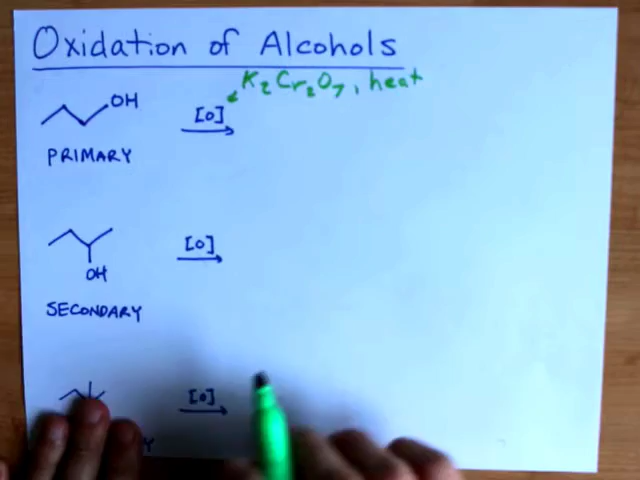 Oxidation of Alcohols
K₂Cr₂O₇, heat
OH
[O]
PRIMARY
[O]
OH
SECONDARY
[O]